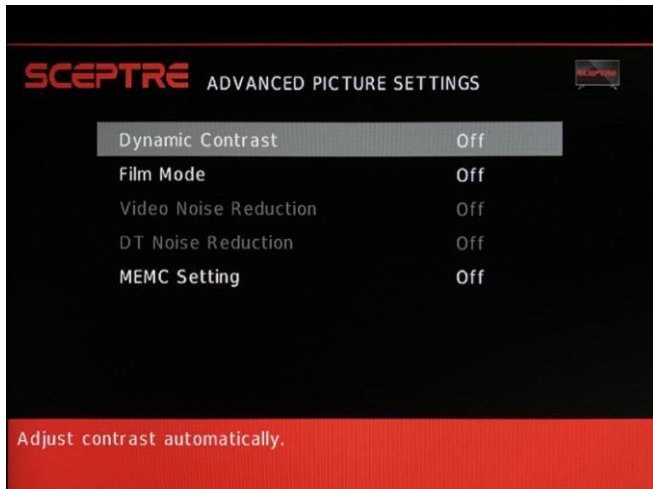 SCEPTRE ADVANCED PICTURE SETTINGS SCEPTRE
Dynamic Contrast Off
Film Mode Off
Video Noise Reduction Off
DT Noise Reduction Off
MEMC Setting Off
Adjust contrast automatically.